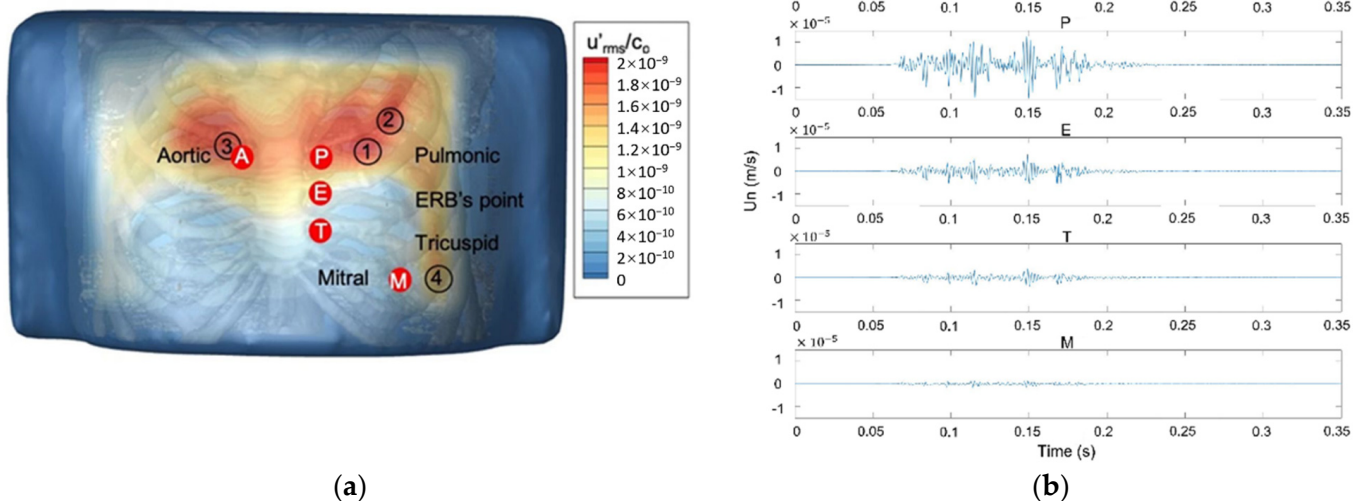 u'rms/c₀
2×10⁻⁹
1.8×10⁻⁹
1.6×10⁻⁹
1.4×10⁻⁹
1.2×10⁻⁹
1×10⁻⁹
8×10⁻¹⁰
6×10⁻¹⁰
4×10⁻¹⁰
2×10⁻¹⁰
0
②
Aortic ③ A P ① Pulmonic
E ERB's point
T Tricuspid
Mitral M ④
(a)
0 0.05 0.1 0.15 0.2 0.25 0.3 0.35
×10⁻⁵ P
1
0
-1
0 0.05 0.1 0.15 0.2 0.25 0.3 0.35
×10⁻⁵ E
1
0
-1
0 0.05 0.1 0.15 0.2 0.25 0.3 0.35
Un (m/s)
×10⁻⁵ T
1
0
-1
0 0.05 0.1 0.15 0.2 0.25 0.3 0.35
×10⁻⁵ M
1
0
-1
0 0.05 0.1 0.15 0.2 0.25 0.3 0.35
Time (s)
(b)